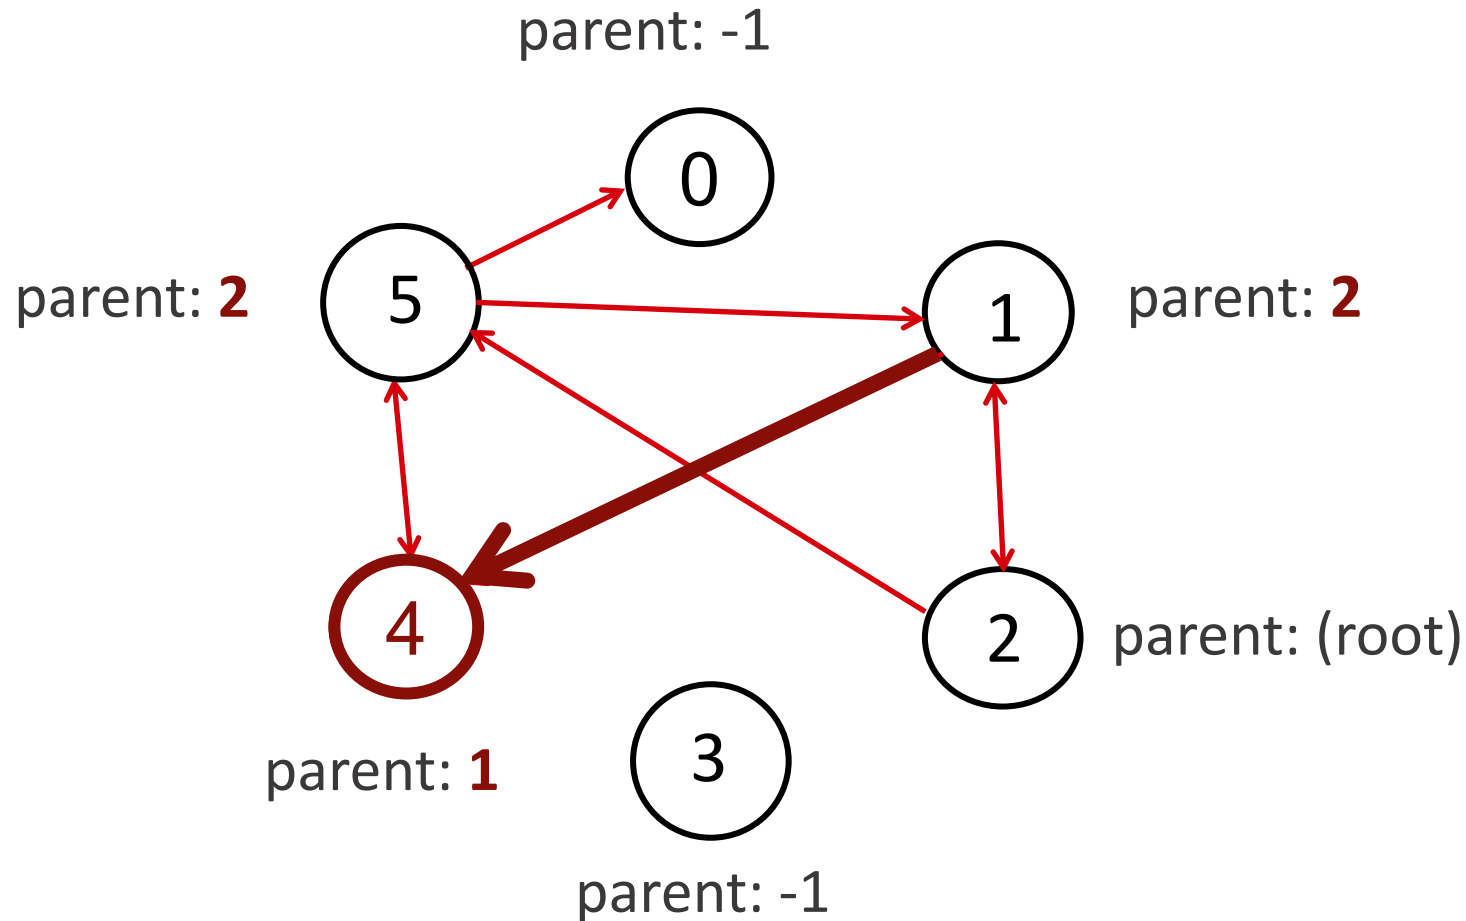 parent: -1
0
parent: 2
5
1
parent: 2
4
2
parent: (root)
parent: 1
3
parent: -1